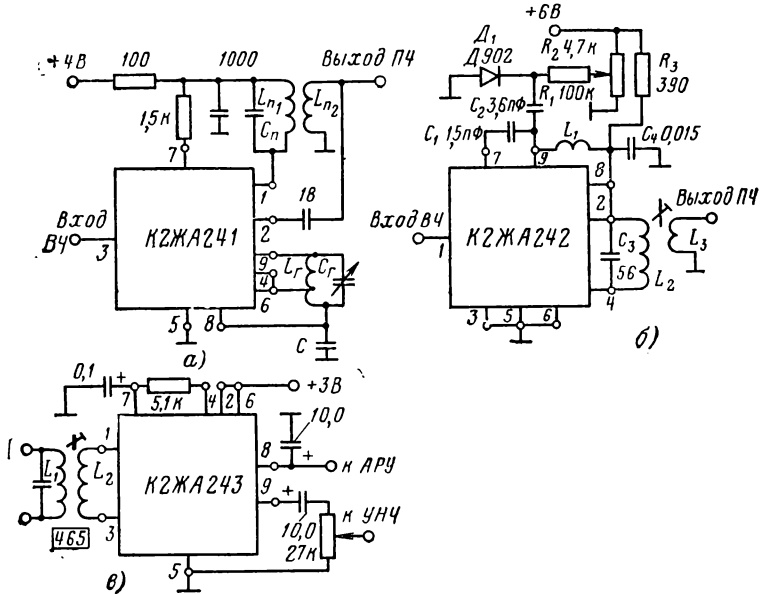 +4В 100 1000 Выход ПЧ
Lп1 Lп2
Cп
1,5к
7
1
18
2
Вход
ВЧ
3
К2ЖА241
9
4
6
Lг Cг
5 8
C
а)
+6В
Д1
Д902
R2 4,7к
R3
390
R1 100к
C2 3,6пФ
C1 1,5пФ
L1
C4 0,015
7 9
8
2
Выход ПЧ
Вход ВЧ
1
К2ЖА242
C3
56
L2
L3
4
3 5 6
б)
0,1 +
7 5,1к 4 2 6
+3В
10,0
+
1
L1 L2
К2ЖА243
8
к АРУ
9 +
10,0
к УНЧ
27к
3
465
5
в)